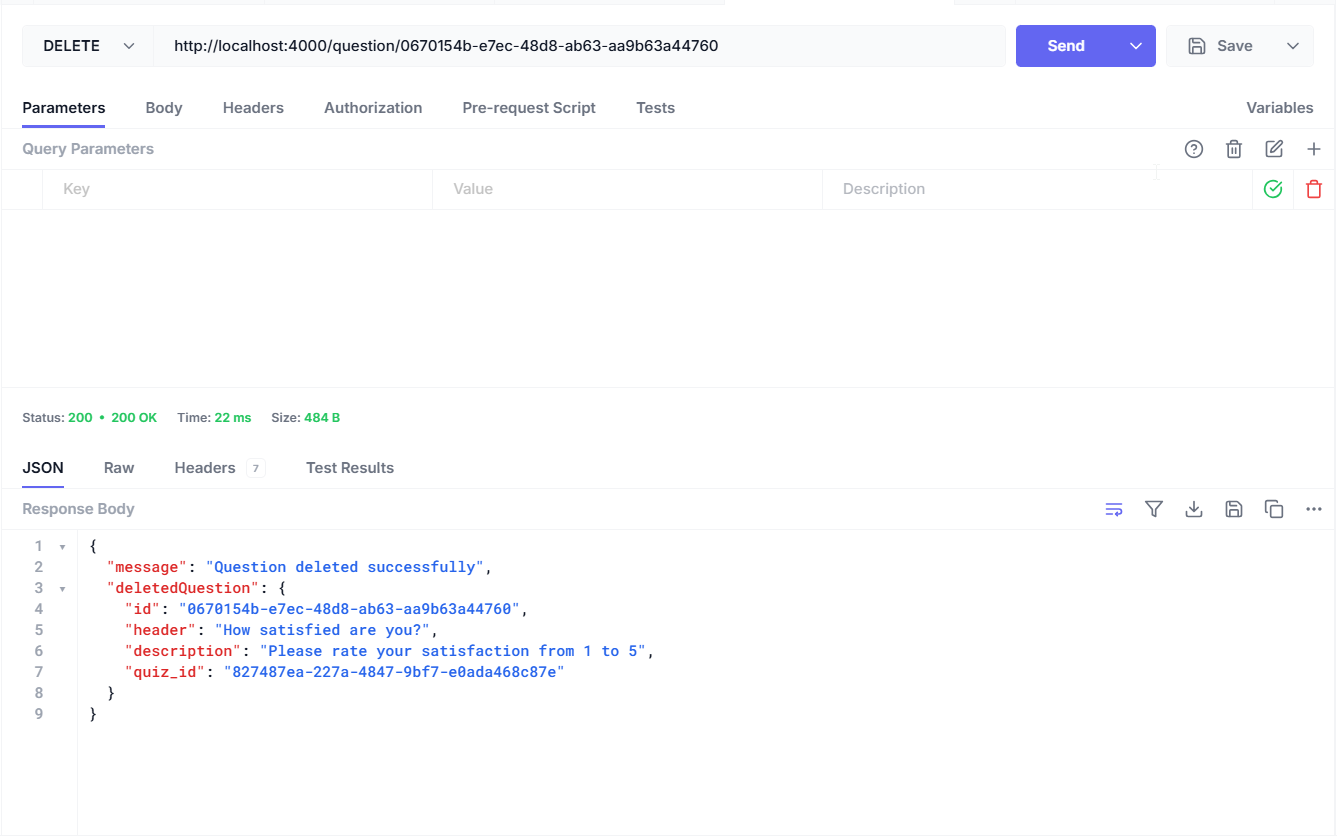 DELETE http://localhost:4000/question/0670154b-e7ec-48d8-ab63-aa9b63a44760 Send Save
Parameters Body Headers Authorization Pre-request Script Tests Variables
Query Parameters
Key Value Description
Status: 200 • 200 OK Time: 22 ms Size: 484 B
JSON Raw Headers 7 Test Results
Response Body
1 {
2 "message": "Question deleted successfully",
3 "deletedQuestion": {
4 "id": "0670154b-e7ec-48d8-ab63-aa9b63a44760",
5 "header": "How satisfied are you?",
6 "description": "Please rate your satisfaction from 1 to 5",
7 "quiz_id": "827487ea-227a-4847-9bf7-e0ada468c87e"
8 }
9 }